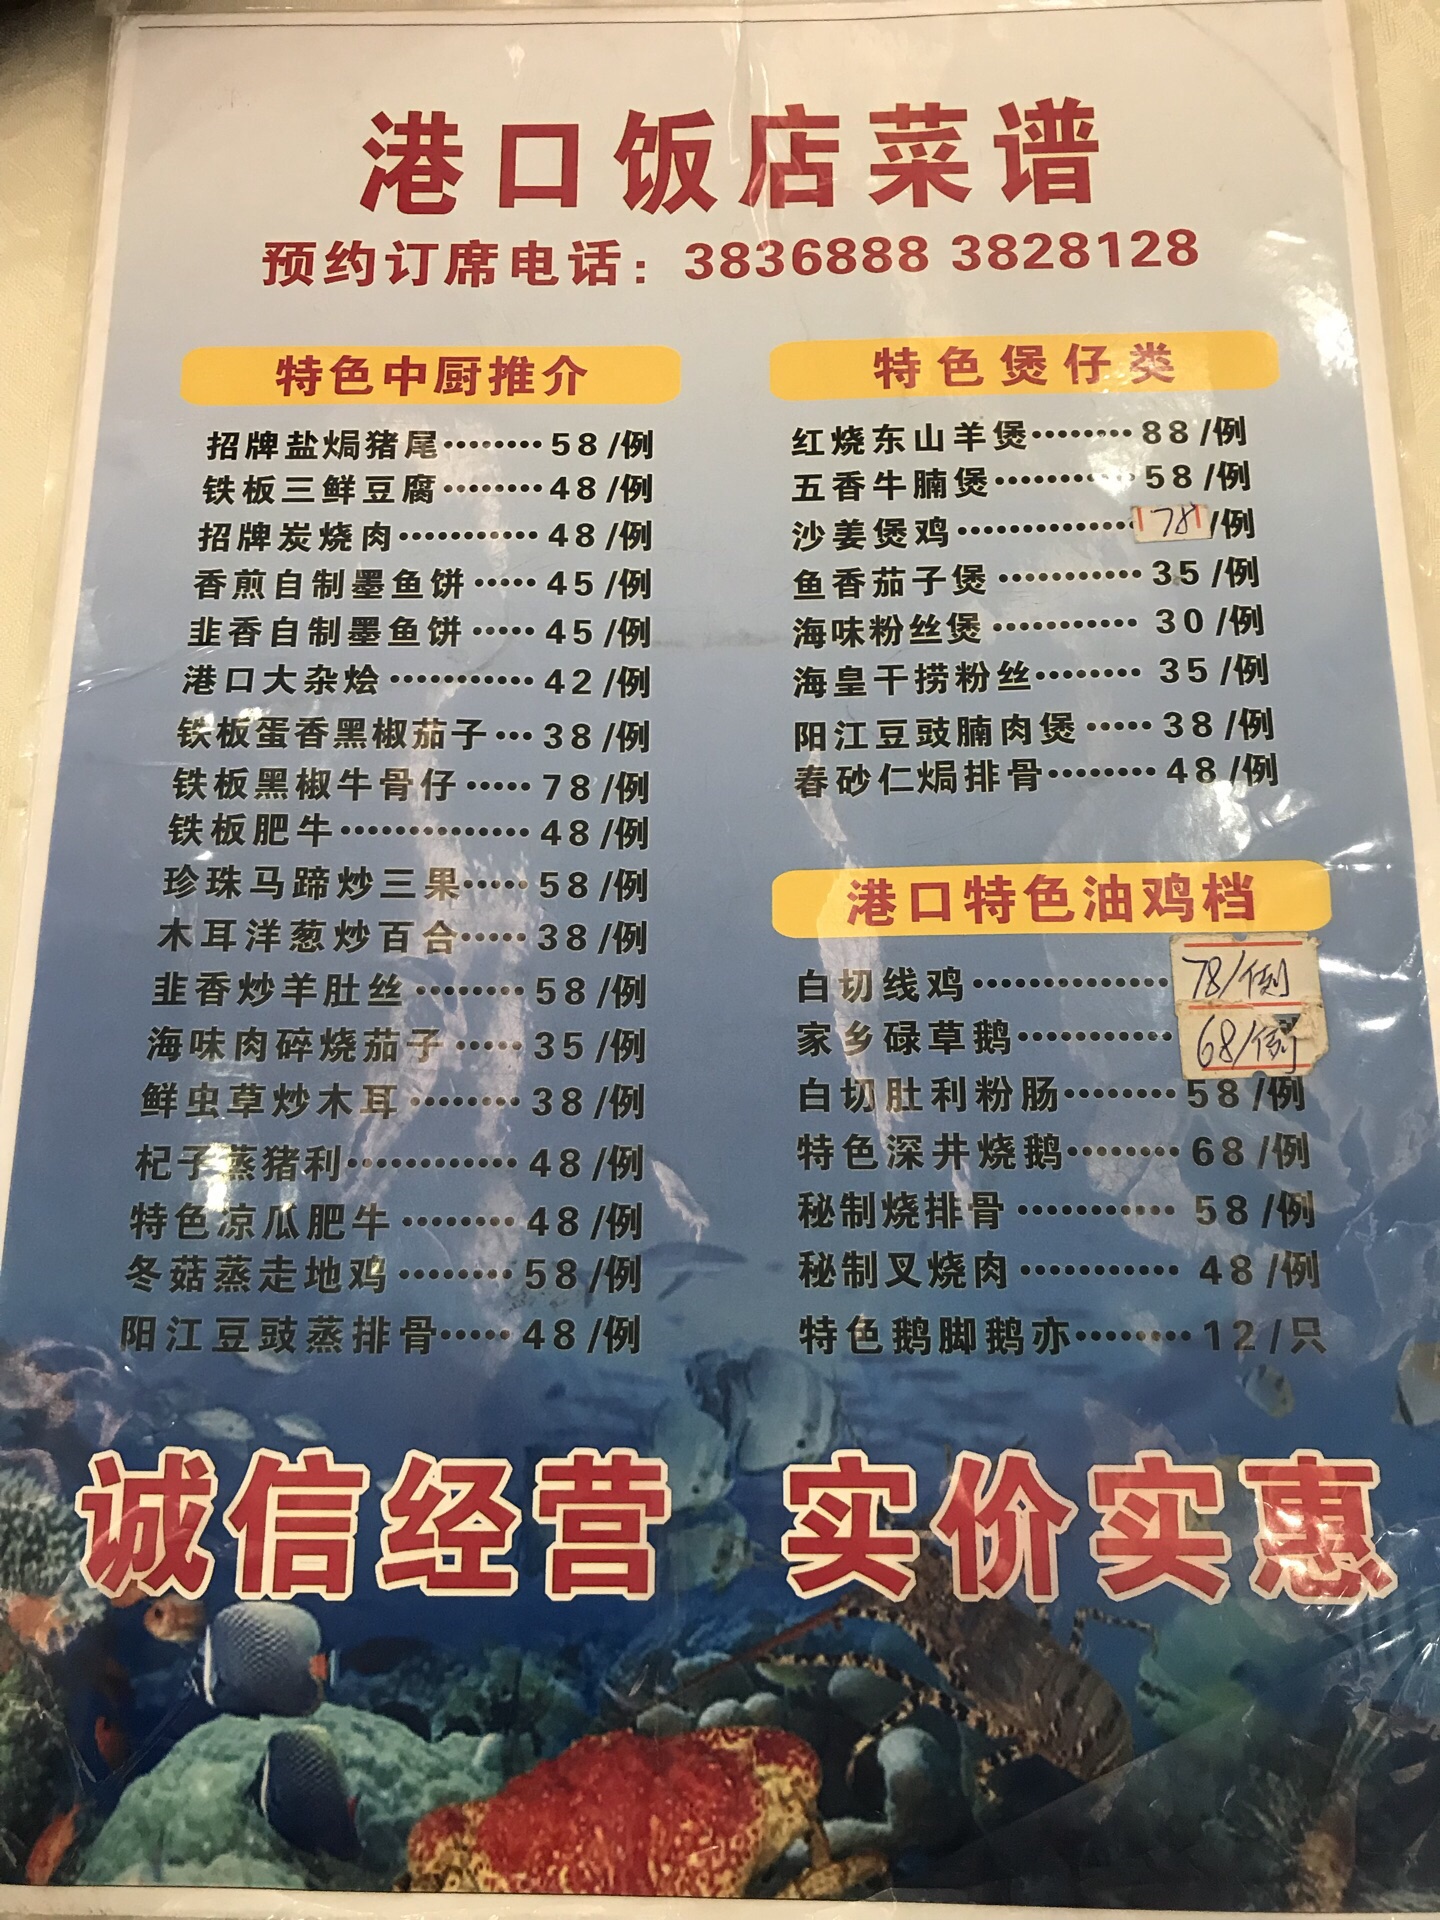 港口饭店菜谱
预约订席电话：3836888 3828128
特色中厨推介
招牌盐焗猪尾········58/例
铁板三鲜豆腐········48/例
招牌炭烧肉···········48/例
香煎自制墨鱼饼·····45/例
韭香自制墨鱼饼·····45/例
港口大杂烩···········42/例
铁板蛋香黑椒茄子···38/例
铁板黑椒牛骨仔·····78/例
铁板肥牛··············48/例
珍珠马蹄炒三果·····58/例
木耳洋葱炒百合·····38/例
韭香炒羊肚丝········58/例
海味肉碎烧茄子·····35/例
鲜虫草炒木耳········38/例
杞子蒸猪利·············48/例
特色凉瓜肥牛········48/例
冬菇蒸走地鸡········58/例
阳江豆豉蒸排骨·····48/例
特色煲仔类
红烧东山羊煲········88/例
五香牛腩煲···········58/例
沙姜煲鸡·············78/例
鱼香茄子煲···········35/例
海味粉丝煲···········30/例
海皇干捞粉丝········35/例
阳江豆豉腩肉煲·····38/例
春砂仁焗排骨········48/例
港口特色油鸡档
白切线鸡··············78/例
家乡碌草鹅···········68/例
白切肚利粉肠········58/例
特色深井烧鹅········68/例
秘制烧排骨···········58/例
秘制叉烧肉···········48/例
特色鹅脚鹅亦········12/只
诚信经营 实价实惠